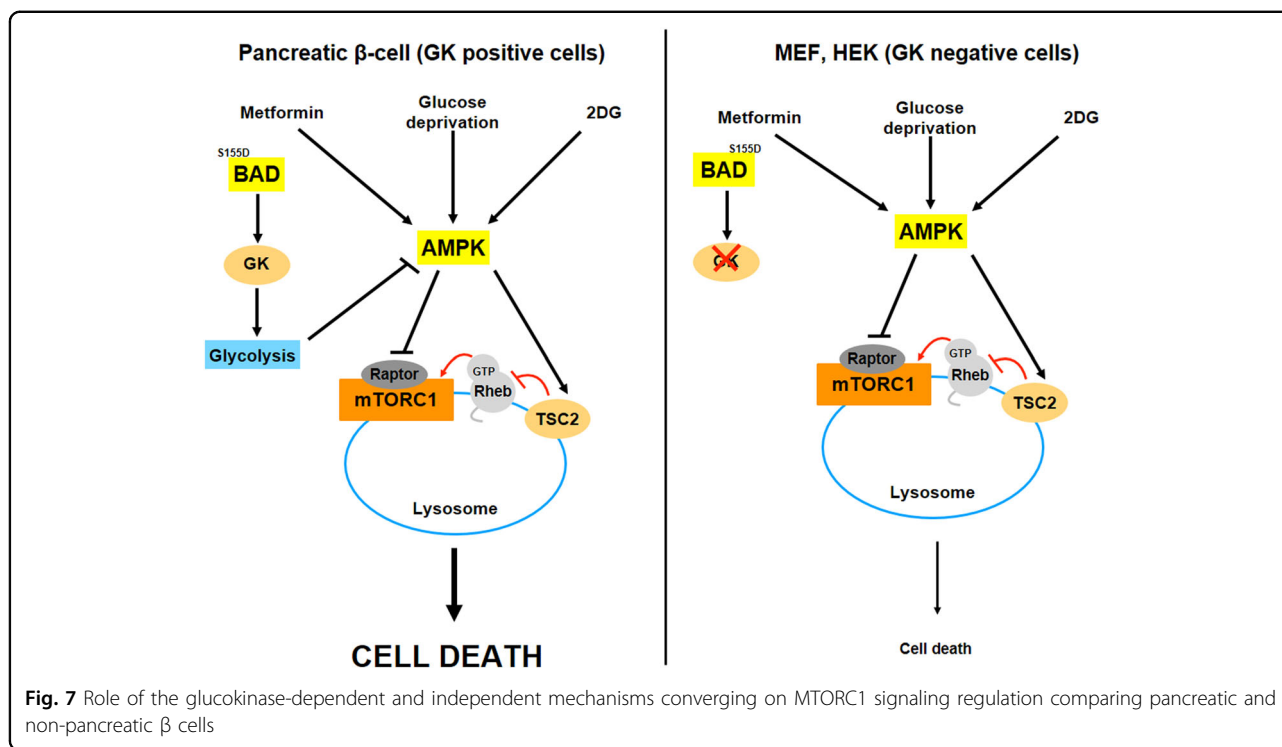 Pancreatic β-cell (GK positive cells)
Metformin
Glucose
deprivation
2DG
S155D
BAD
GK
AMPK
Glycolysis
Raptor
mTORC1
GTP
Rheb
TSC2
Lysosome
CELL DEATH
MEF, HEK (GK negative cells)
Metformin
Glucose
deprivation
2DG
S155D
BAD
GK
AMPK
Raptor
mTORC1
GTP
Rheb
TSC2
Lysosome
Cell death
Fig. 7 Role of the glucokinase-dependent and independent mechanisms converging on MTORC1 signaling regulation comparing pancreatic and
non-pancreatic β cells